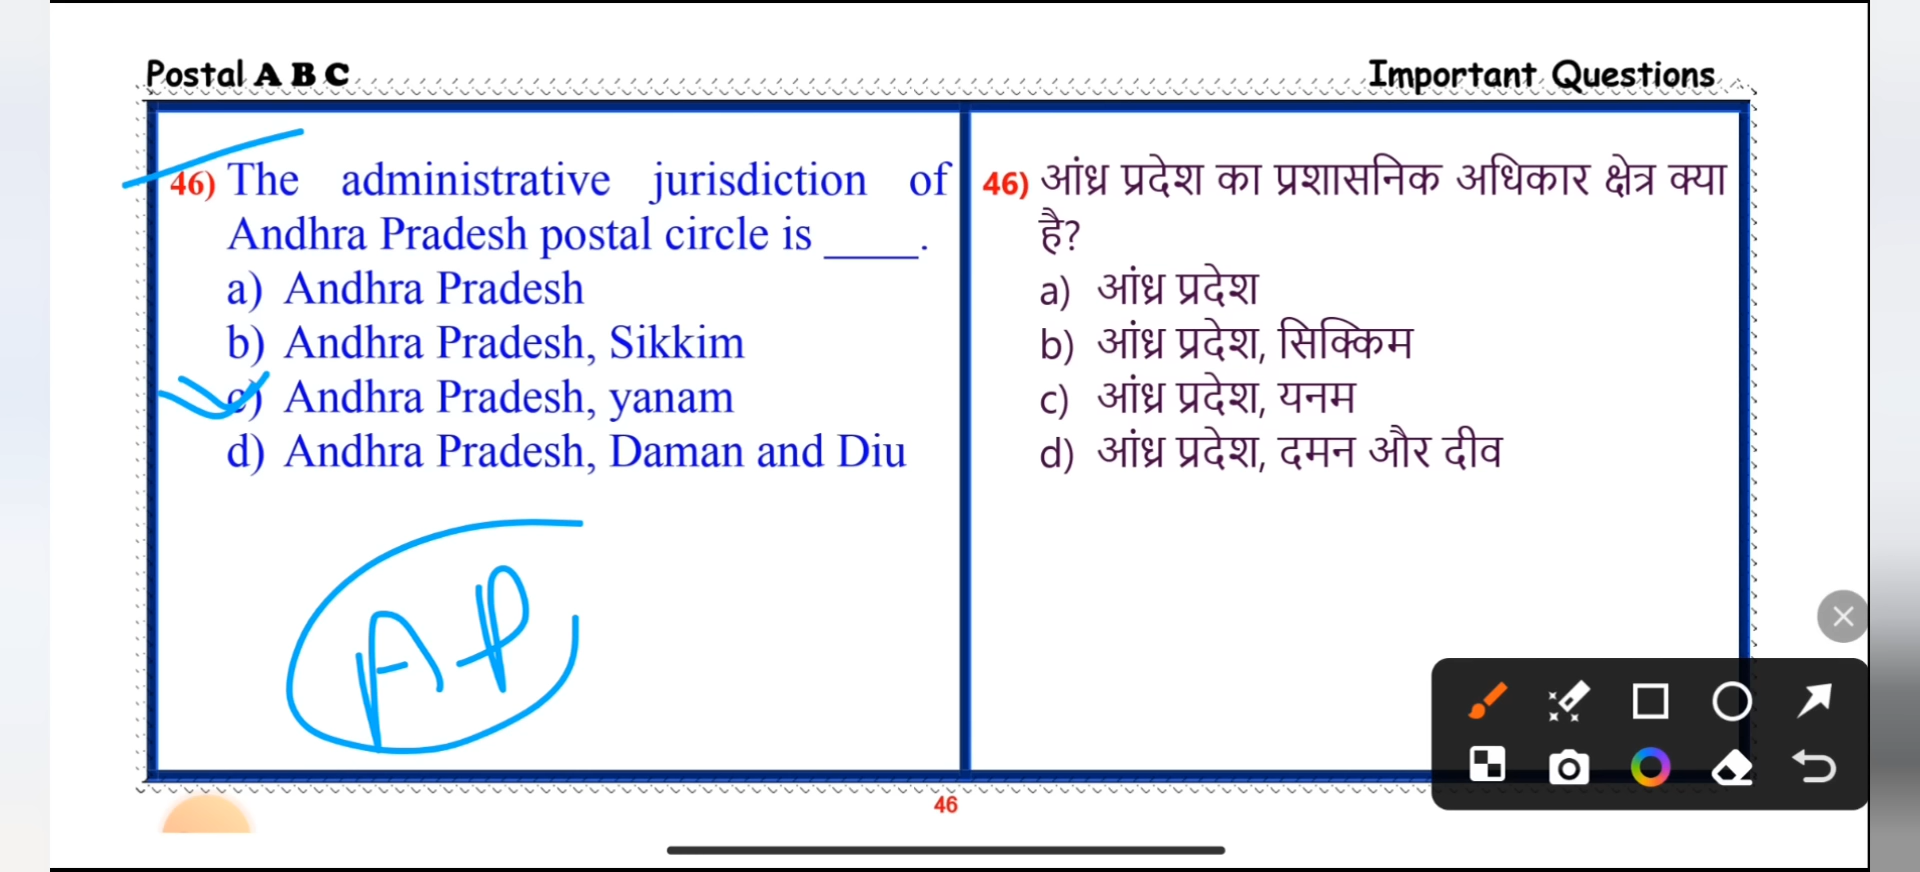 Postal A B C
Important Questions
46) The administrative jurisdiction of
Andhra Pradesh postal circle is ____.
a) Andhra Pradesh
b) Andhra Pradesh, Sikkim
c) Andhra Pradesh, yanam
d) Andhra Pradesh, Daman and Diu
AP
46) आंध्र प्रदेश का प्रशासनिक अधिकार क्षेत्र क्या
है?
a) आंध्र प्रदेश
b) आंध्र प्रदेश, सिक्किम
c) आंध्र प्रदेश, यनम
d) आंध्र प्रदेश, दमन और दीव
46